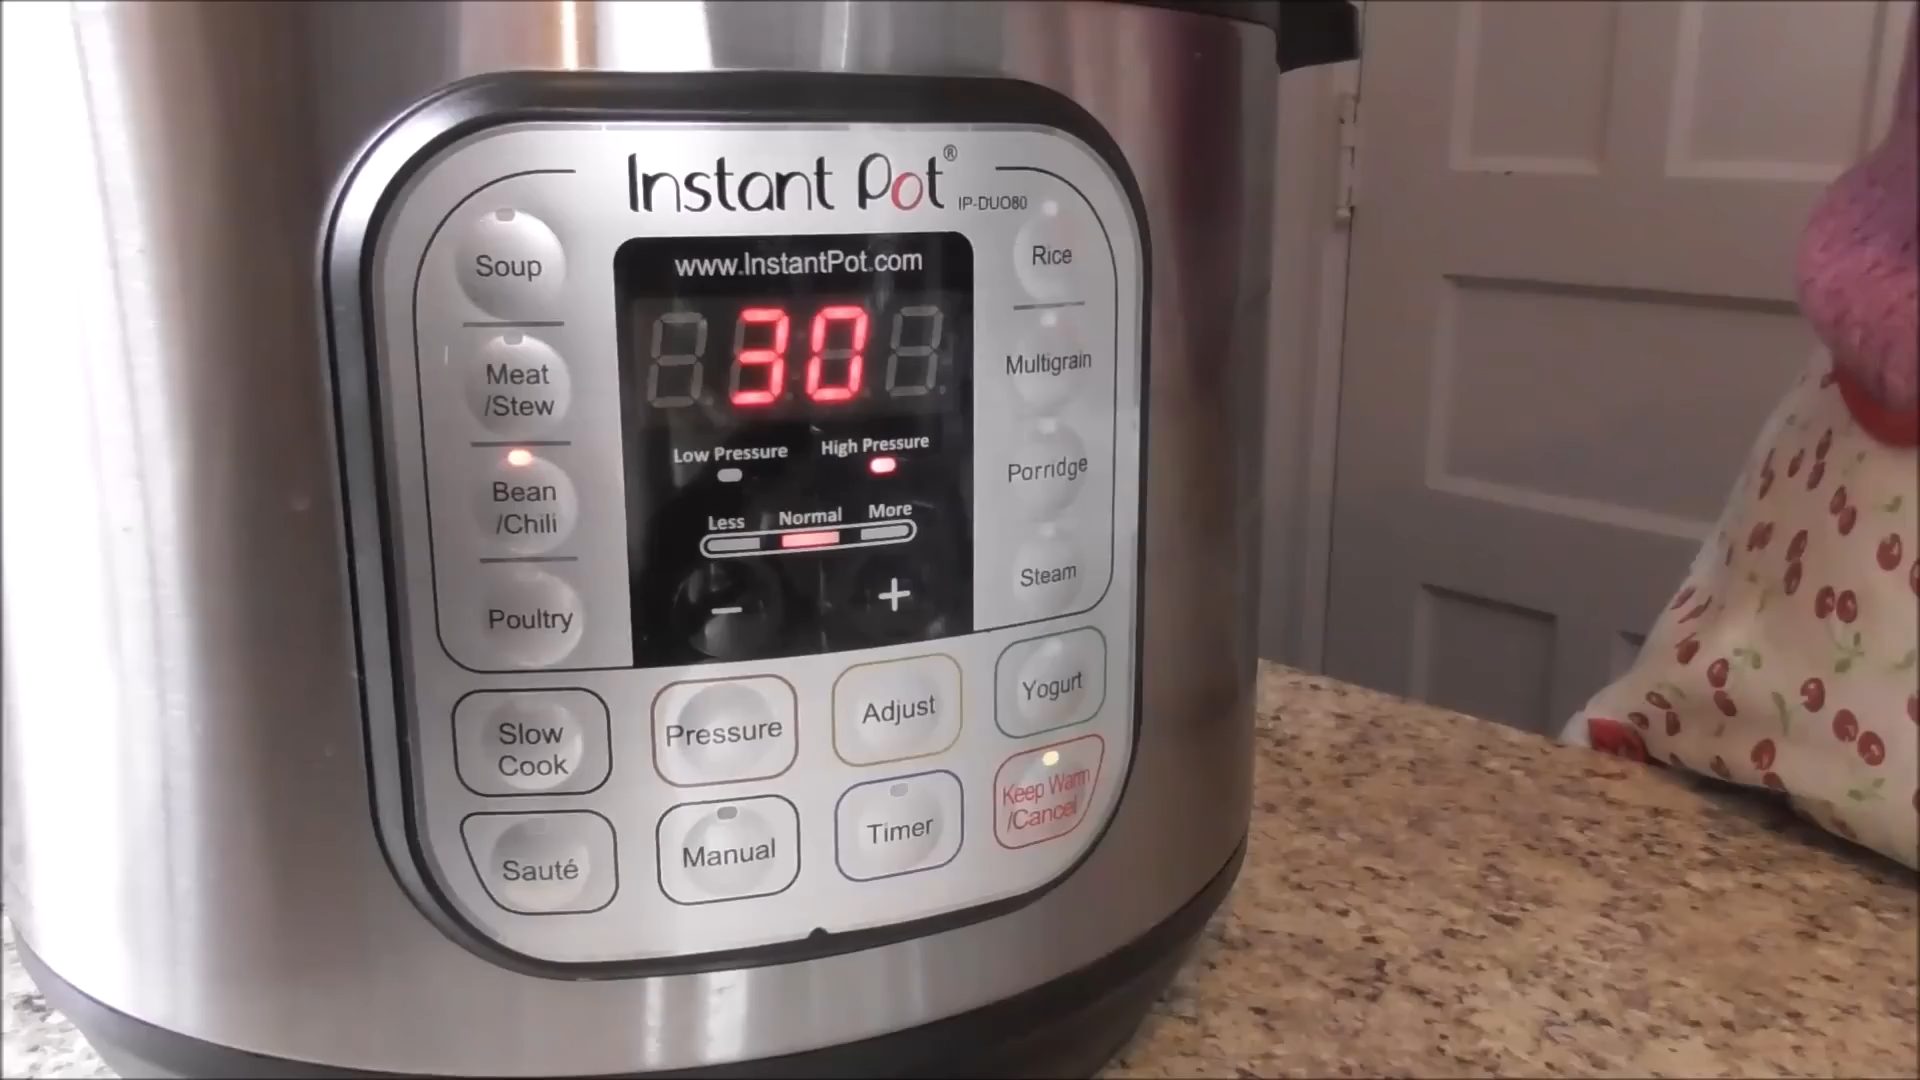 Instant Pot®
IP-DUO80
www.InstantPot.com
30
Low Pressure
High Pressure
Less
Normal
More
−
+
Soup
Meat
/Stew
Bean
/Chili
Poultry
Rice
Multigrain
Porridge
Steam
Slow
Cook
Pressure
Adjust
Yogurt
Sauté
Manual
Timer
Keep Warm
/Cancel